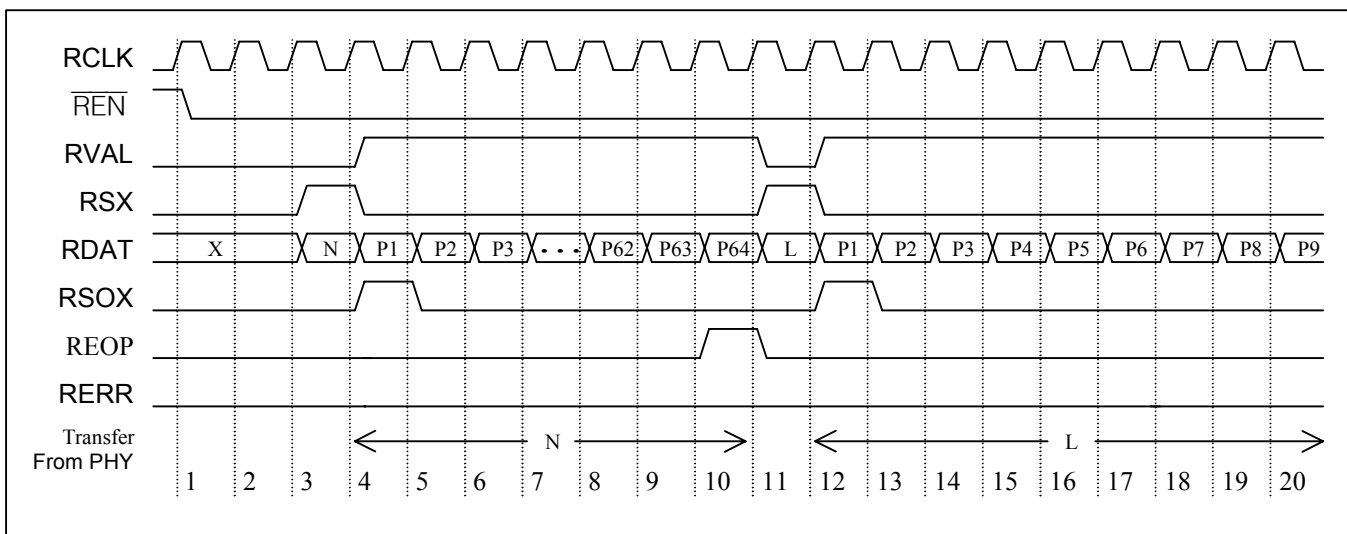 RCLK
REN
RVAL
RSX
RDAT X N P1 P2 P3 • • • P62 P63 P64 L P1 P2 P3 P4 P5 P6 P7 P8 P9
RSOX
REOP
RERR
Transfer N L
From PHY
1 2 3 4 5 6 7 8 9 10 11 12 13 14 15 16 17 18 19 20